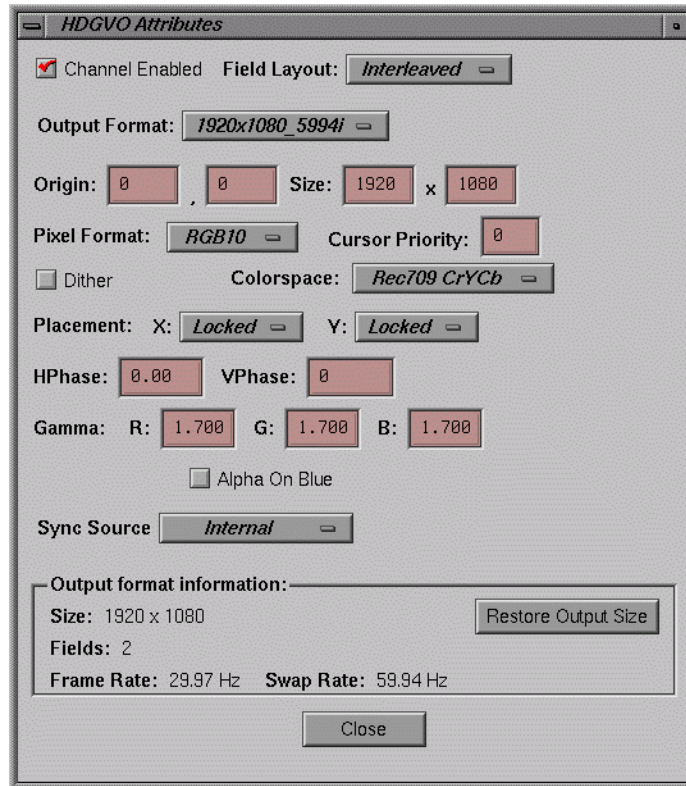 HDGVO Attributes
Channel Enabled Field Layout: Interleaved
Output Format: 1920x1080_5994i
Origin: 0 , 0 Size: 1920 x 1080
Pixel Format: RGB10 Cursor Priority: 0
Dither Colorspace: Rec709 CrYCb
Placement: X: Locked Y: Locked
HPhase: 0.00 VPhase: 0
Gamma: R: 1.700 G: 1.700 B: 1.700
Alpha On Blue
Sync Source Internal
Output format information:
Size: 1920 x 1080 Restore Output Size
Fields: 2
Frame Rate: 29.97 Hz Swap Rate: 59.94 Hz
Close